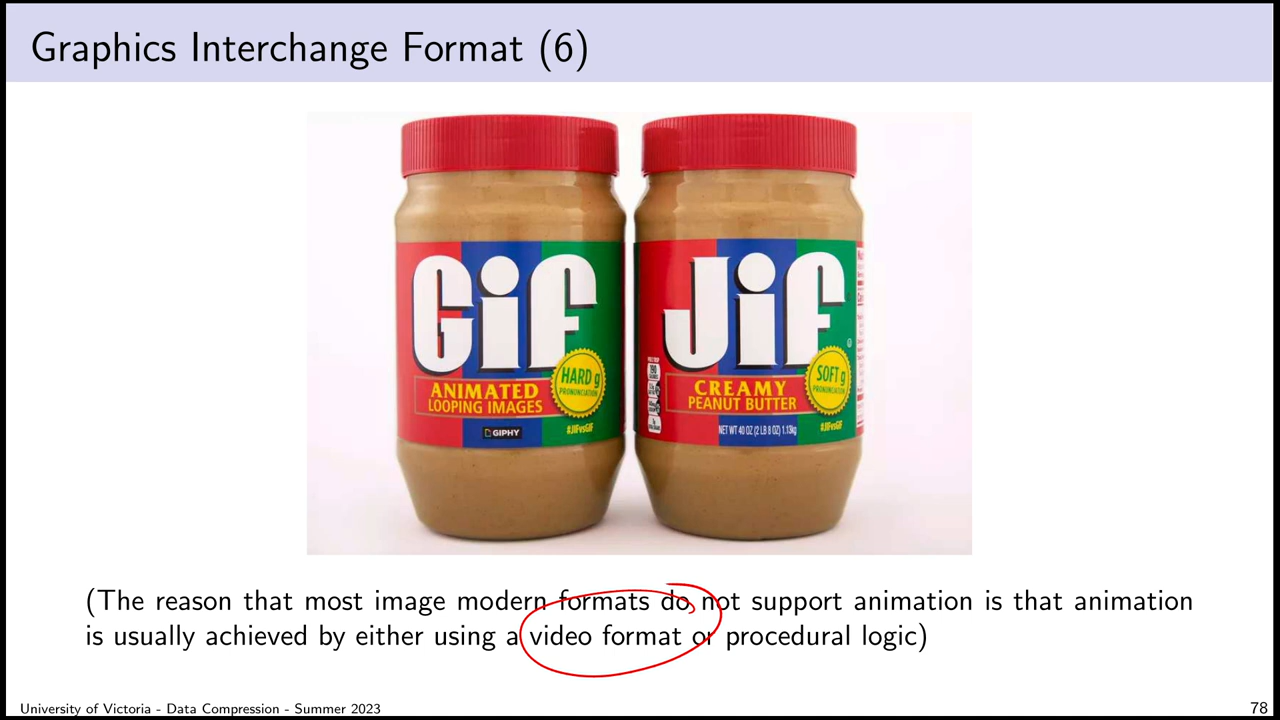 Graphics Interchange Format (6)
Gif
ANIMATED
LOOPING IMAGES
HARD g
PRONUNCIATION
GIPHY
#JIFvsGIF
Jif
CREAMY
PEANUT BUTTER
SOFT g
PRONUNCIATION
NET WT 40 OZ (2 LB 8 OZ) 1.13kg
#JIFvsGIF
(The reason that most image modern formats do not support animation is that animation
is usually achieved by either using a video format or procedural logic)
University of Victoria - Data Compression - Summer 2023
78